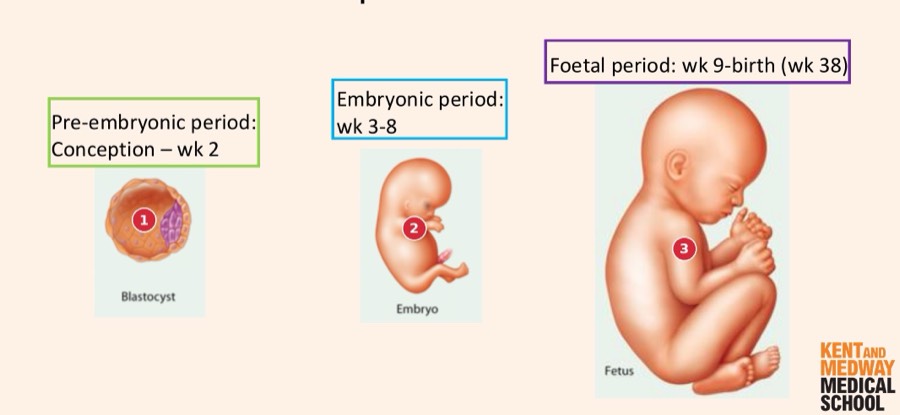 Pre-embryonic period:
Conception – wk 2
1
Blastocyst
Embryonic period:
wk 3-8
2
Embryo
Foetal period: wk 9-birth (wk 38)
3
Fetus
KENT AND
MEDWAY
MEDICAL
SCHOOL